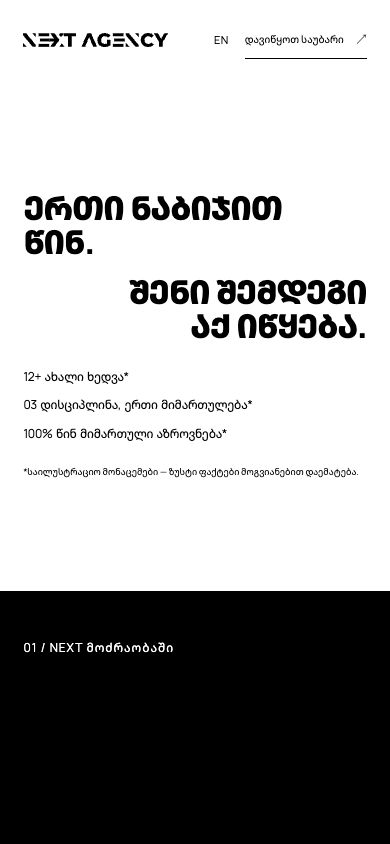 NEXT AGENCY
EN
დავიწყოთ საუბარი ↗
ერთი ნაბიჯით
წინ.
შენი შემდეგი
აქ იწყება.
12+ ახალი ხედვა*
03 დისციპლინა, ერთი მიმართულება*
100% წინ მიმართული აზროვნება*
*საილუსტრაციო მონაცემები — ზუსტი ფაქტები მოგვიანებით დაემატება.
01 / NEXT მოძრაობაში